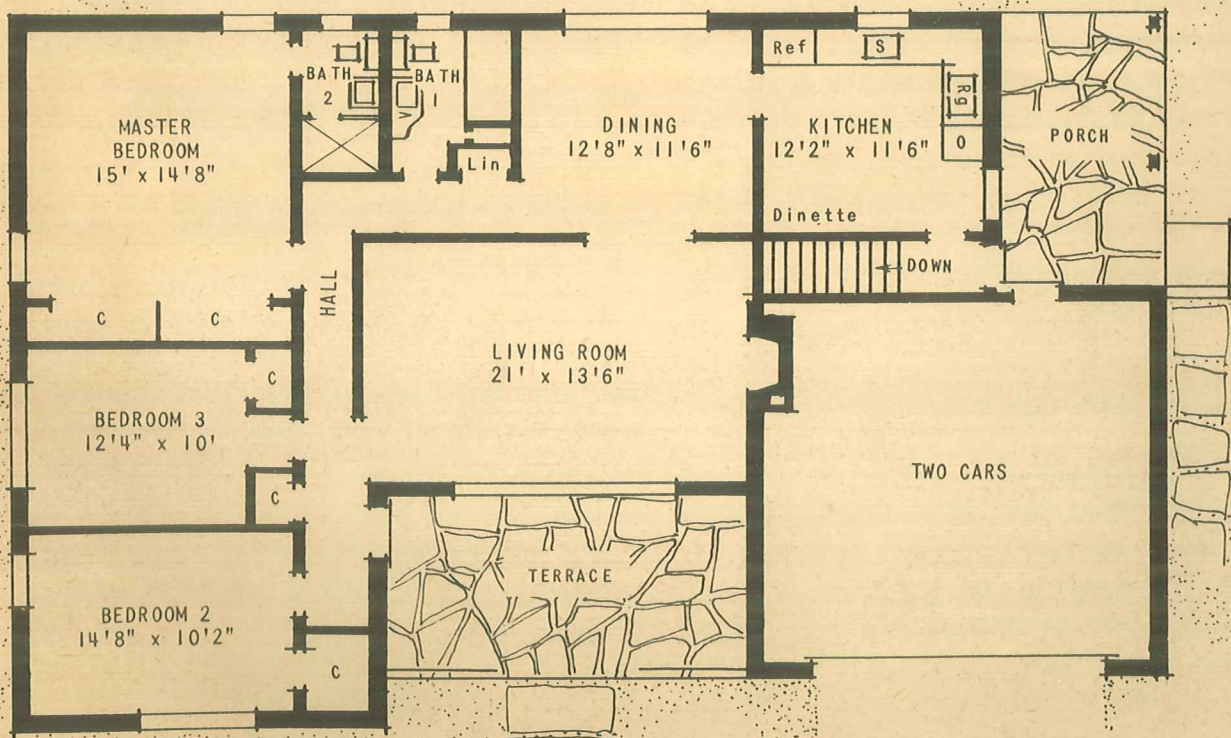 MASTER
BEDROOM
15' x 14'8"
BATH
2
BATH
1
V
Lin
DINING
12'8" x 11'6"
Ref
S
Rg
O
KITCHEN
12'2" x 11'6"
Dinette
PORCH
DOWN
HALL
C
C
C
LIVING ROOM
21' x 13'6"
BEDROOM 3
12'4" x 10'
C
TWO CARS
TERRACE
BEDROOM 2
14'8" x 10'2"
C